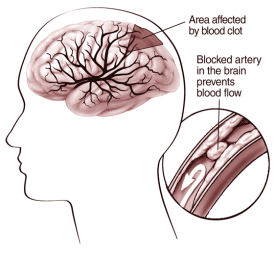 Area affected
by blood clot
Blocked artery
in the brain
prevents
blood flow